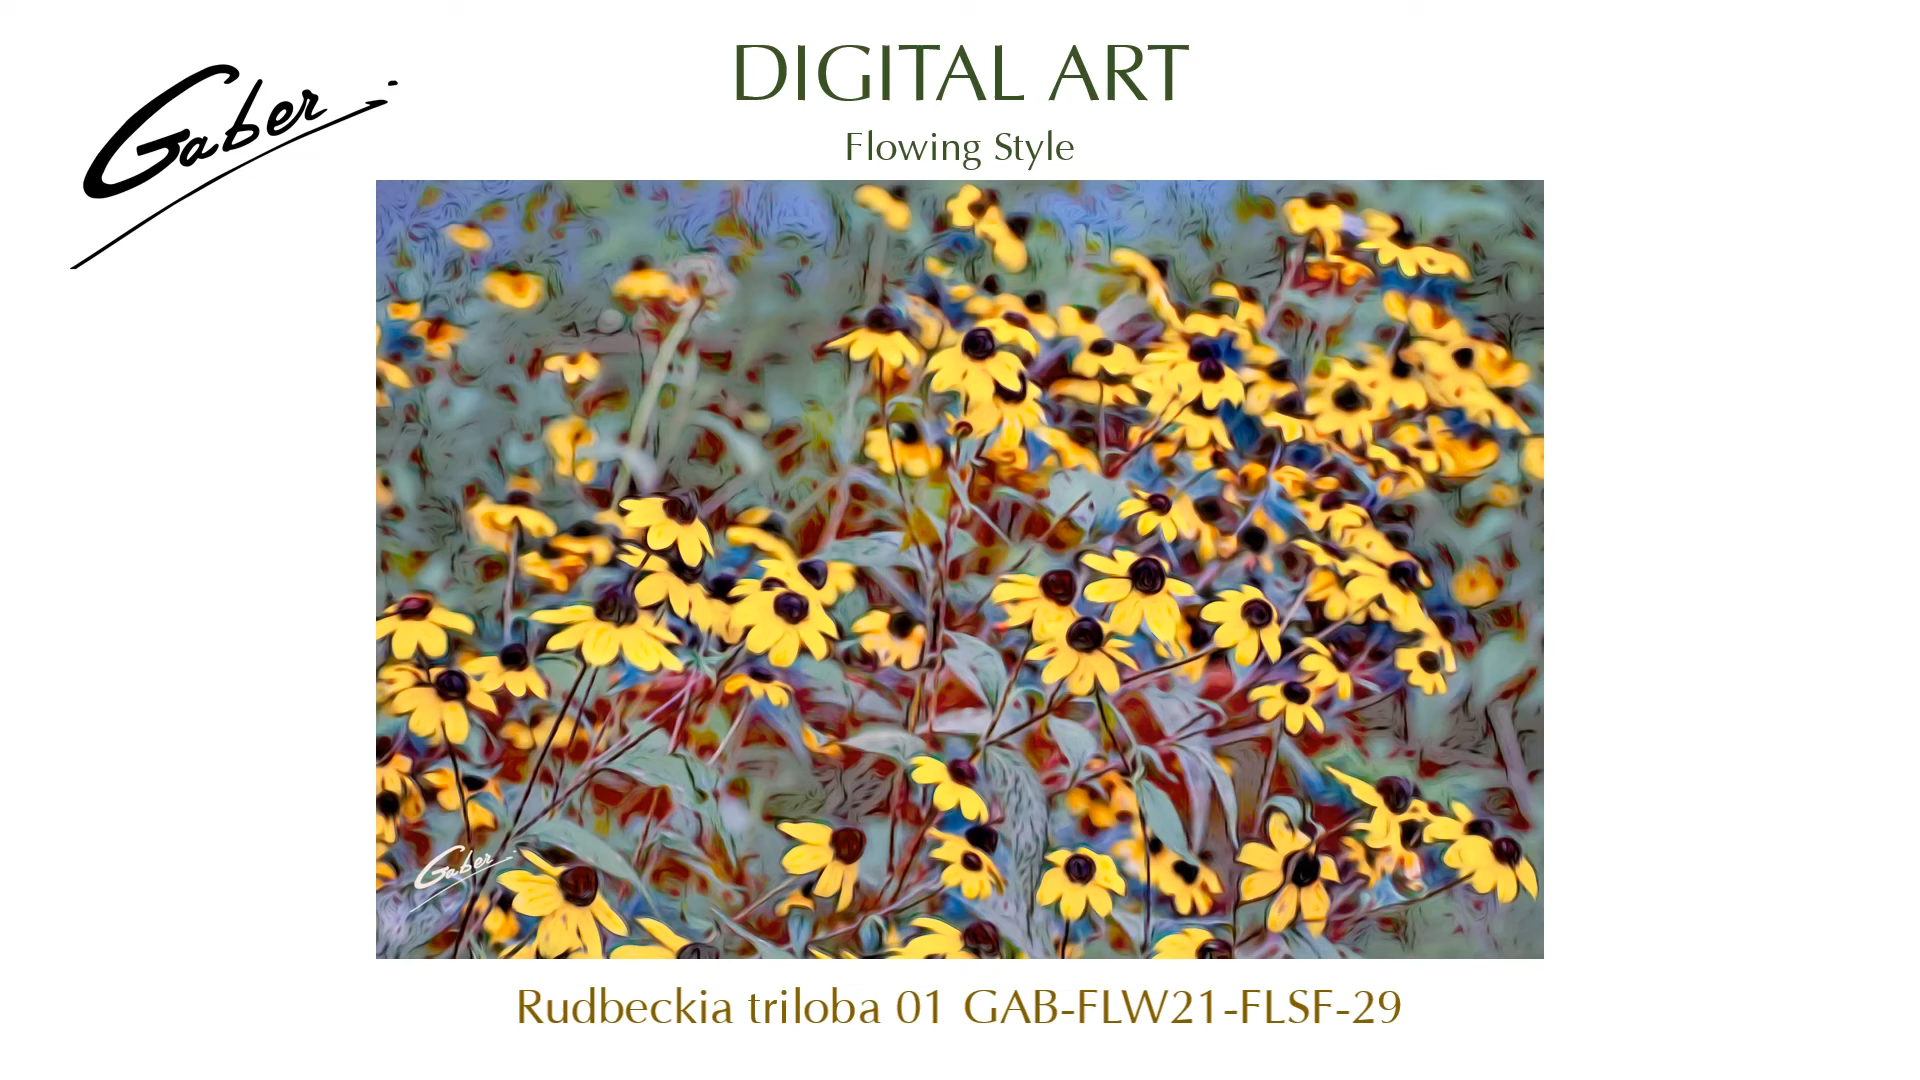 Gaber
DIGITAL ART
Flowing Style
Gaber
Rudbeckia triloba 01 GAB-FLW21-FLSF-29